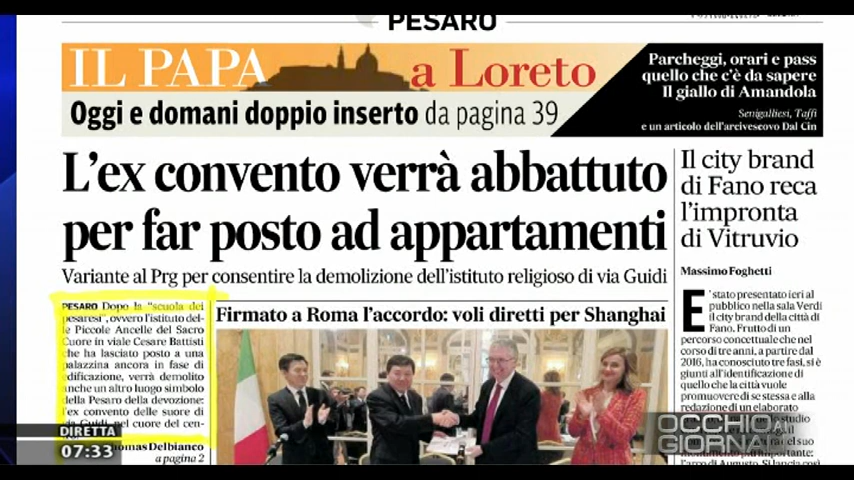 PESARO
IL PAPA a Loreto
Oggi e domani doppio inserto da pagina 39
Parcheggi, orari e pass
quello che c'è da sapere
Il giallo di Amandola
Senigalliesi, Taffi
e un articolo dell'arcivescovo Dal Cin
L'ex convento verrà abbattuto
per far posto ad appartamenti
Variante al Prg per consentire la demolizione dell'istituto religioso di via Guidi
PESARO Dopo la "scuola dei
pesaresi", ovvero l'istituto del-
le Piccole Ancelle del Sacro
Cuore in viale Cesare Battisti
che ha lasciato posto a una
palazzina ancora in fase di
edificazione, verrà demolito
anche un altro luogo simbolo
della Pesaro della devozione:
l'ex convento delle suore di
Guidi, nel cuore del cen-
Thomas Delbianco
a pagina 2
Firmato a Roma l'accordo: voli diretti per Shanghai
Il city brand
di Fano reca
l'impronta
di Vitruvio
Massimo Foghetti
E' stato presentato ieri al
pubblico nella sala Verdi
il city brand della città di
Fano. Frutto di un
percorso concettuale che nel
corso di tre anni, a partire dal
2016, ha conosciuto tre fasi, si è
giunti all'identificazione di
quello che la città vuole
promuovere di se stessa e alla
redazione di un elaborato
studio
il
suo
monumento più importante:
l'arco di Augusto. Si lancia così
DIRETTA
07:33
OCCHIO
GIORNA